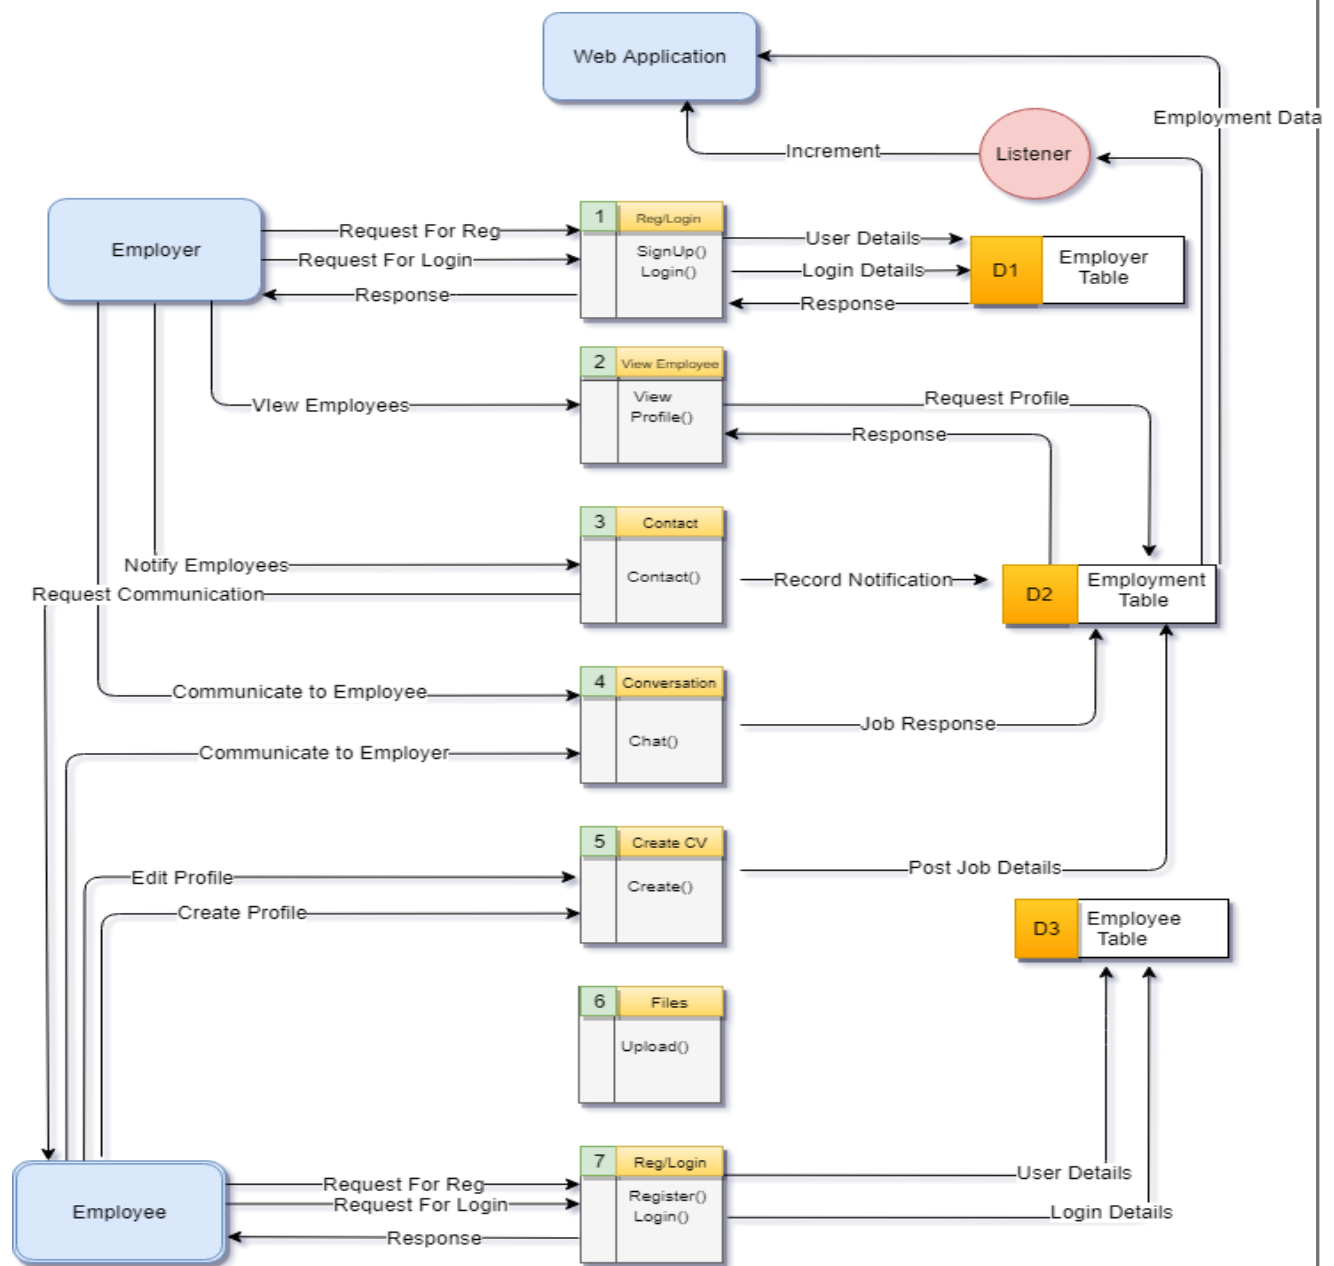 Web Application
Employment Data
Increment
Listener
Employer
Request For Reg
Request For Login
Response
1
Reg/Login
SignUp()
Login()
User Details
Login Details
Response
D1
Employer
Table
2
View Employee
View
Profile()
VIew Employees
Request Profile
Response
3
Contact
Contact()
Notify Employees
Request Communication
Record Notification
D2
Employment
Table
4
Conversation
Chat()
Communicate to Employee
Communicate to Employer
Job Response
5
Create CV
Create()
Edit Profile
Create Profile
Post Job Details
D3
Employee
Table
6
Files
Upload()
7
Reg/Login
Register()
Login()
User Details
Login Details
Employee
Request For Reg
Request For Login
Response